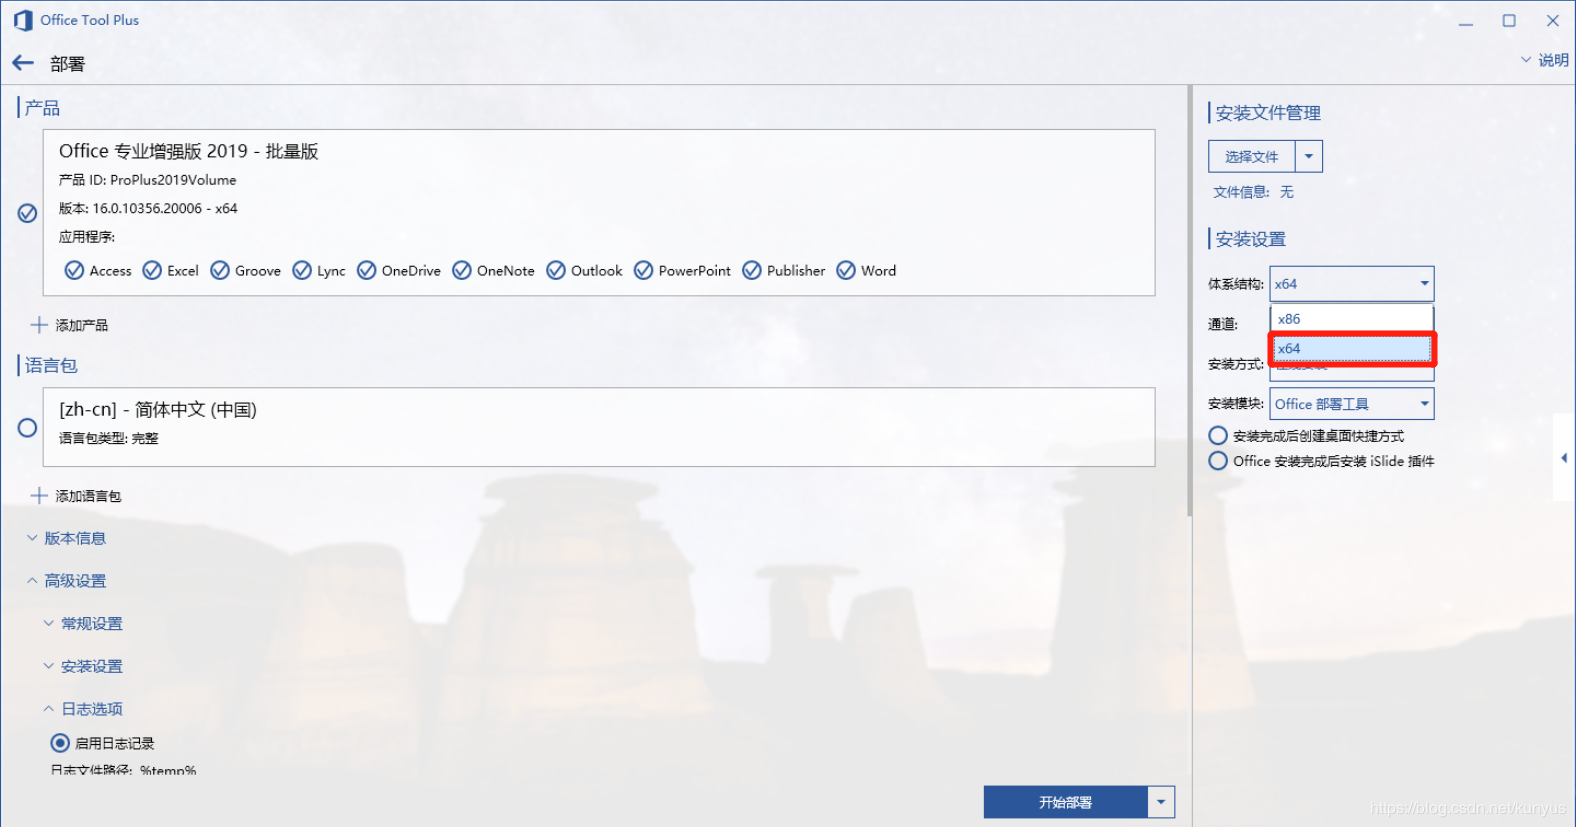 Office Tool Plus
部署
说明
产品
Office 专业增强版 2019 - 批量版
产品 ID: ProPlus2019Volume
版本: 16.0.10356.20006 - x64
应用程序:
Access Excel Groove Lync OneDrive OneNote Outlook PowerPoint Publisher Word
添加产品
语言包
[zh-cn] - 简体中文 (中国)
语言包类型: 完整
添加语言包
版本信息
高级设置
常规设置
安装设置
日志选项
启用日志记录
日志文件路径: %temp%
开始部署
安装文件管理
选择文件
文件信息: 无
安装设置
体系结构: x64
x86
通道:
x64
安装方式:
安装模块: Office 部署工具
安装完成后创建桌面快捷方式
Office 安装完成后安装 iSlide 插件
https://blog.csdn.net/kunyus